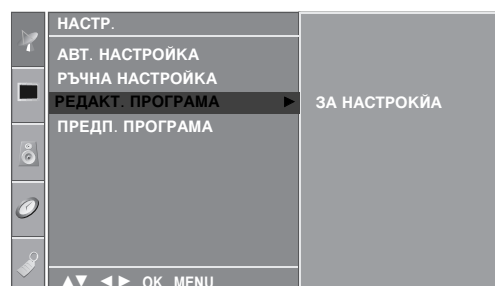 НАСТР.
АВТ. НАСТРОЙКА
РЪЧНА НАСТРОЙКА
РЕДАКТ. ПРОГРАМА ►
ЗА НАСТРОКЙА
ПРЕДП. ПРОГРАМА
▲▼ ◄► OK MENU